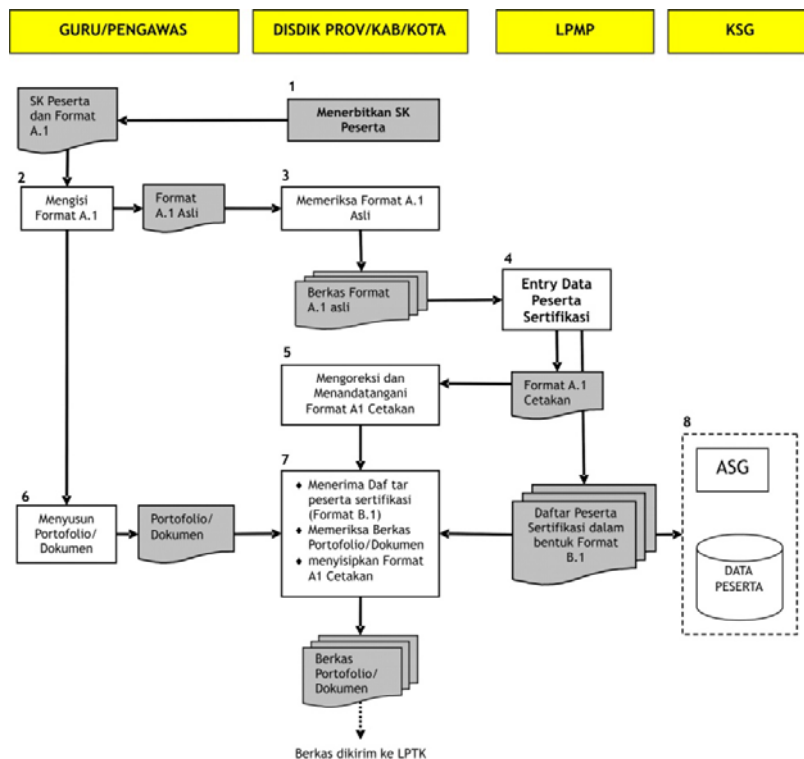 GURU/PENGAWAS
DISDIK PROV/KAB/KOTA
LPMP
KSG
SK Peserta
dan Format
A.1
1
Menerbitkan SK
Peserta
2
Mengisi
Format A.1
Format
A.1 Asli
3
Memeriksa Format A.1
Asli
Berkas Format
A.1 asli
4
Entry Data
Peserta
Sertifikasi
5
Mengoreksi dan
Menandatangani
Format A1 Cetakan
Format A.1
Cetakan
6
Menyusun
Portofolio/
Dokumen
Portofolio/
Dokumen
7
♦ Menerima Daf tar
peserta sertifikasi
(Format B.1)
♦ Memeriksa Berkas
Portofolio/Dokumen
♦ menyisipkan Format
A1 Cetakan
Daftar Peserta
Sertifikasi dalam
bentuk Format
B.1
8
ASG
DATA
PESERTA
Berkas
Portofolio/
Dokumen
Berkas dikirim ke LPTK